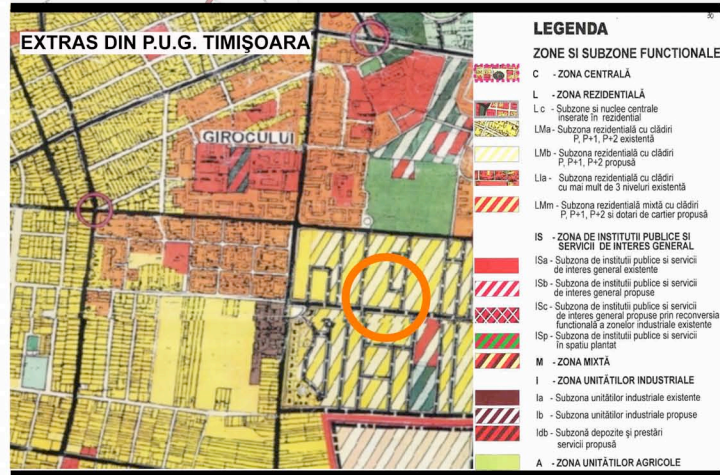 30
EXTRAS DIN P.U.G. TIMIŞOARA
GIROCULUI
LEGENDA
ZONE SI SUBZONE FUNCTIONALE
C - ZONA CENTRALĂ
L - ZONA REZIDENTIALĂ
Lc - Subzone si nuclee centrale
inserate în rezidential
LMa - Subzona rezidentială cu clădiri
P, P+1, P+2 existentă
LMb - Subzona rezidentială cu clădiri
P, P+1, P+2 propusă
LIa - Subzona rezidentială cu clădiri
cu mai mult de 3 niveluri existentă
LMm - Subzona rezidentială mixtă cu clădiri
P, P+1, P+2 si dotari de cartier propusă
IS - ZONA DE INSTITUTII PUBLICE SI
SERVICII DE INTERES GENERAL
ISa - Subzona de institutii publice si servicii
de interes general existente
ISb - Subzona de institutii publice si servicii
de interes general propuse
ISc - Subzona de institutii publice si servicii
de interes general propuse prin reconversia
functională a zonelor industriale existente
ISp - Subzona de institutii publice si servicii
în spatiu plantat
M - ZONA MIXTĂ
I - ZONA UNITĂTILOR INDUSTRIALE
Ia - Subzona unitătilor industriale existente
Ib - Subzona unitătilor industriale propuse
Idb - Subzonă depozite și prestări
servicii propusă
A - ZONA UNITĂTILOR AGRICOLE